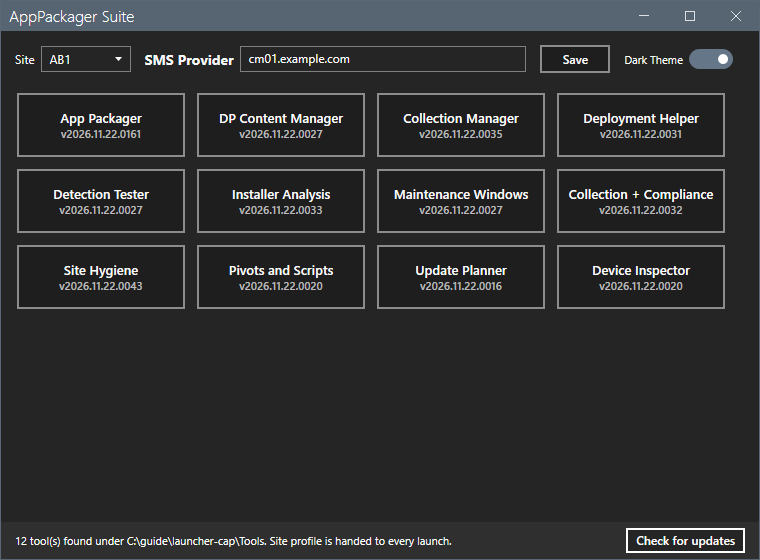 AppPackager Suite
Site AB1 SMS Provider cm01.example.com Save Dark Theme
App Packager DP Content Manager Collection Manager Deployment Helper
v2026.11.22.0161 v2026.11.22.0027 v2026.11.22.0035 v2026.11.22.0031
Detection Tester Installer Analysis Maintenance Windows Collection + Compliance
v2026.11.22.0027 v2026.11.22.0033 v2026.11.22.0027 v2026.11.22.0032
Site Hygiene Pivots and Scripts Update Planner Device Inspector
v2026.11.22.0043 v2026.11.22.0020 v2026.11.22.0016 v2026.11.22.0020
12 tool(s) found under C:\guide\launcher-cap\Tools. Site profile is handed to every launch. Check for updates